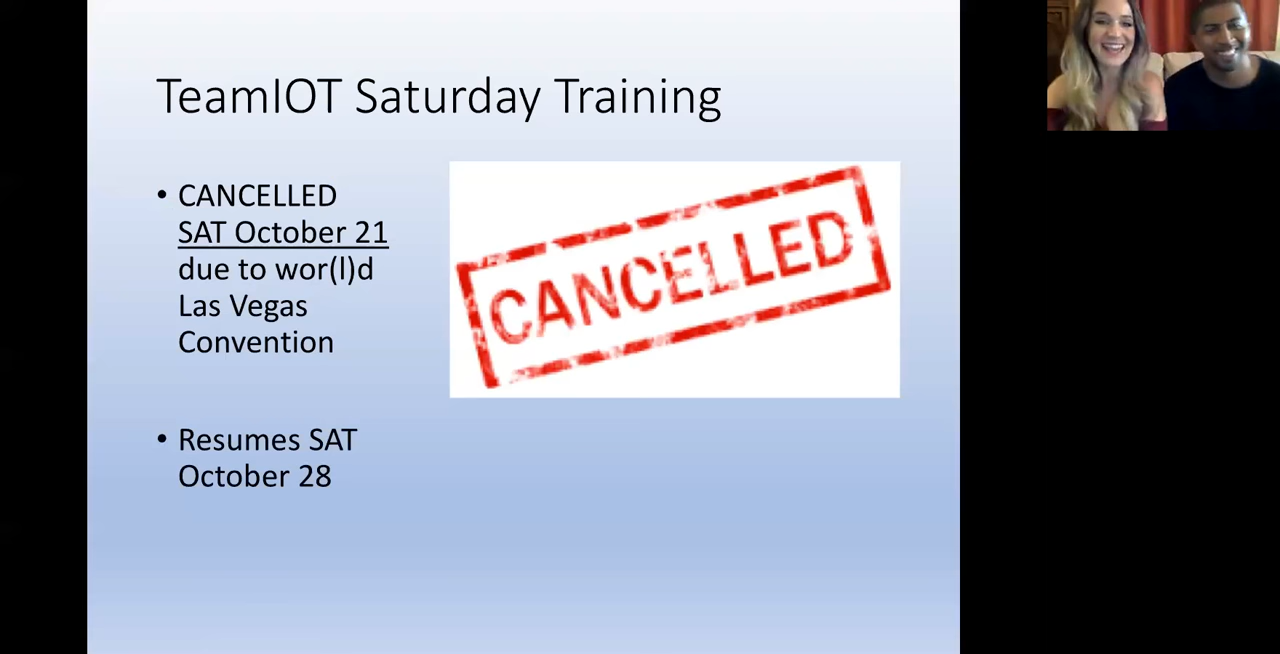 TeamIOT Saturday Training
• CANCELLED
SAT October 21
due to wor(l)d
Las Vegas
Convention
CANCELLED
• Resumes SAT
October 28